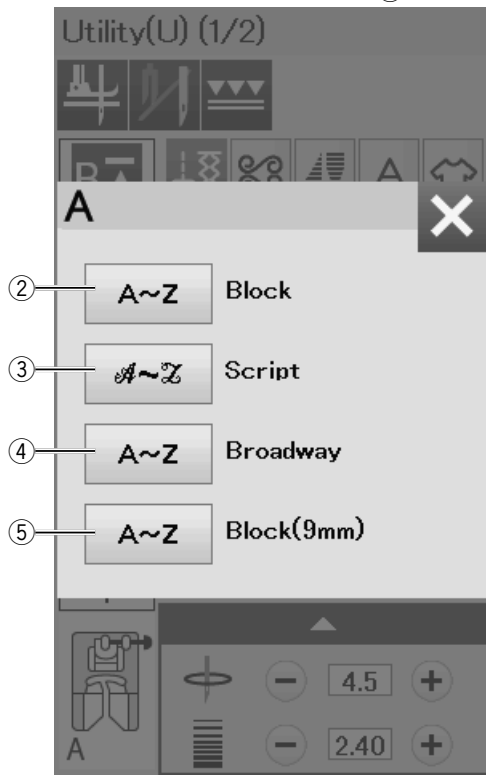 Utility(U) (1/2)
B
A
A
② A~Z Block
③ 𝒜~𝒵 Script
④ A~Z Broadway
⑤ A~Z Block(9mm)
4.5
A
2.40